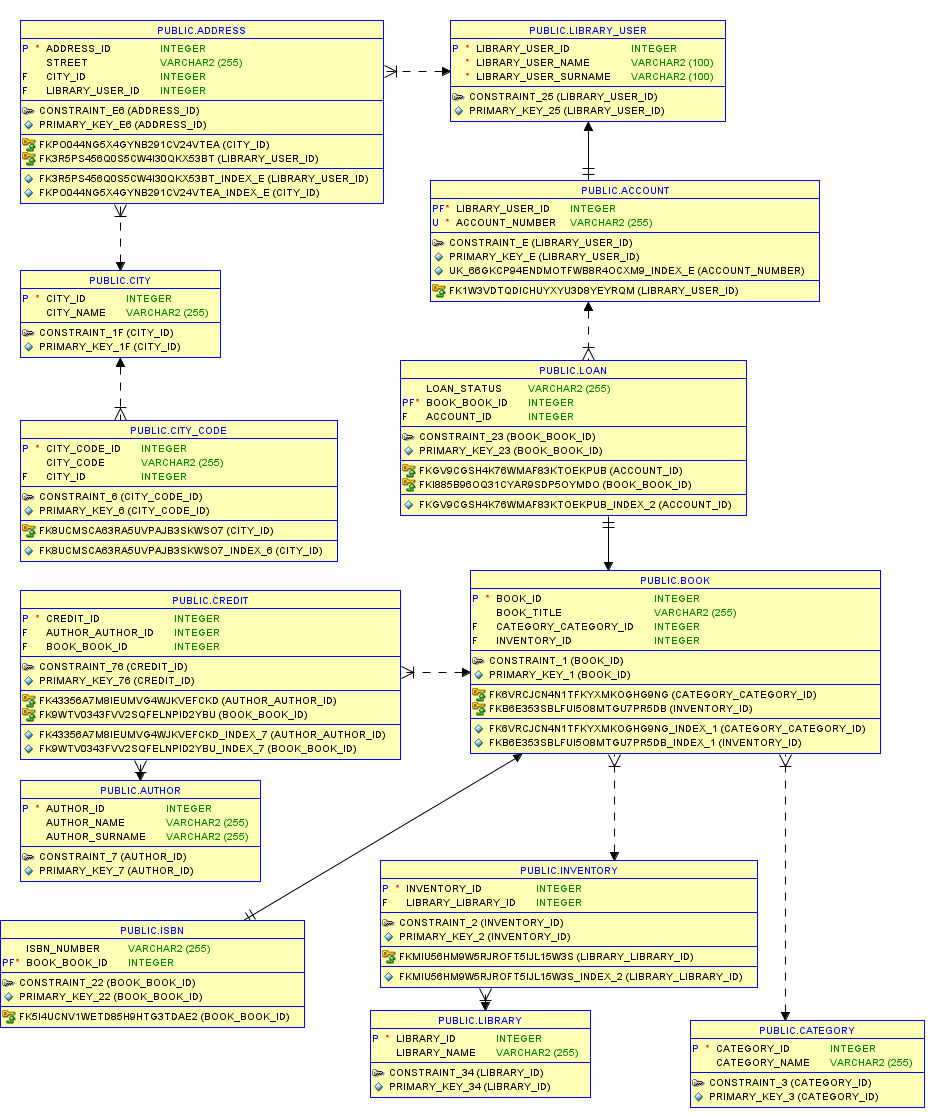 PUBLIC.ADDRESS
P * ADDRESS_ID INTEGER
STREET VARCHAR2 (255)
F CITY_ID INTEGER
F LIBRARY_USER_ID INTEGER
CONSTRAINT_E6 (ADDRESS_ID)
PRIMARY_KEY_E6 (ADDRESS_ID)
FKPO044NG5X4GYNB291CV24VTEA (CITY_ID)
FK3R5PS456Q0S5CW4I30QKX53BT (LIBRARY_USER_ID)
FK3R5PS456Q0S5CW4I30QKX53BT_INDEX_E (LIBRARY_USER_ID)
FKPO044NG5X4GYNB291CV24VTEA_INDEX_E (CITY_ID)
PUBLIC.LIBRARY_USER
P * LIBRARY_USER_ID INTEGER
* LIBRARY_USER_NAME VARCHAR2 (100)
* LIBRARY_USER_SURNAME VARCHAR2 (100)
CONSTRAINT_25 (LIBRARY_USER_ID)
PRIMARY_KEY_25 (LIBRARY_USER_ID)
PUBLIC.ACCOUNT
PF* LIBRARY_USER_ID INTEGER
U * ACCOUNT_NUMBER VARCHAR2 (255)
CONSTRAINT_E (LIBRARY_USER_ID)
PRIMARY_KEY_E (LIBRARY_USER_ID)
UK_66GKCP94ENDMOTFWB8R4OCXM9_INDEX_E (ACCOUNT_NUMBER)
FK1W3VDTQDICHUYXYU3D8YEYRQM (LIBRARY_USER_ID)
PUBLIC.CITY
P * CITY_ID INTEGER
CITY_NAME VARCHAR2 (255)
CONSTRAINT_1F (CITY_ID)
PRIMARY_KEY_1F (CITY_ID)
PUBLIC.LOAN
LOAN_STATUS VARCHAR2 (255)
PF* BOOK_BOOK_ID INTEGER
F ACCOUNT_ID INTEGER
CONSTRAINT_23 (BOOK_BOOK_ID)
PRIMARY_KEY_23 (BOOK_BOOK_ID)
FKGV9CGSH4K76WMAF83KTOEKPUB (ACCOUNT_ID)
FKI885B96OQ31CYAR9SDP5OYMDO (BOOK_BOOK_ID)
FKGV9CGSH4K76WMAF83KTOEKPUB_INDEX_2 (ACCOUNT_ID)
PUBLIC.CITY_CODE
P * CITY_CODE_ID INTEGER
CITY_CODE VARCHAR2 (255)
F CITY_ID INTEGER
CONSTRAINT_6 (CITY_CODE_ID)
PRIMARY_KEY_6 (CITY_CODE_ID)
FK8UCMSCA63RA5UVPAJB3SKWSO7 (CITY_ID)
FK8UCMSCA63RA5UVPAJB3SKWSO7_INDEX_6 (CITY_ID)
PUBLIC.BOOK
P * BOOK_ID INTEGER
BOOK_TITLE VARCHAR2 (255)
F CATEGORY_CATEGORY_ID INTEGER
F INVENTORY_ID INTEGER
CONSTRAINT_1 (BOOK_ID)
PRIMARY_KEY_1 (BOOK_ID)
FK6VRCJCN4N1TFKYXMKOGHG9NG (CATEGORY_CATEGORY_ID)
FKB6E353SBLFUI5O8MTGU7PR5DB (INVENTORY_ID)
FK6VRCJCN4N1TFKYXMKOGHG9NG_INDEX_1 (CATEGORY_CATEGORY_ID)
FKB6E353SBLFUI5O8MTGU7PR5DB_INDEX_1 (INVENTORY_ID)
PUBLIC.CREDIT
P * CREDIT_ID INTEGER
F AUTHOR_AUTHOR_ID INTEGER
F BOOK_BOOK_ID INTEGER
CONSTRAINT_76 (CREDIT_ID)
PRIMARY_KEY_76 (CREDIT_ID)
FK43356A7M8IEUMVG4WJKVEFCKD (AUTHOR_AUTHOR_ID)
FK9WTV0343FVV2SQFELNPID2YBU (BOOK_BOOK_ID)
FK43356A7M8IEUMVG4WJKVEFCKD_INDEX_7 (AUTHOR_AUTHOR_ID)
FK9WTV0343FVV2SQFELNPID2YBU_INDEX_7 (BOOK_BOOK_ID)
PUBLIC.AUTHOR
P * AUTHOR_ID INTEGER
AUTHOR_NAME VARCHAR2 (255)
AUTHOR_SURNAME VARCHAR2 (255)
CONSTRAINT_7 (AUTHOR_ID)
PRIMARY_KEY_7 (AUTHOR_ID)
PUBLIC.INVENTORY
P * INVENTORY_ID INTEGER
F LIBRARY_LIBRARY_ID INTEGER
CONSTRAINT_2 (INVENTORY_ID)
PRIMARY_KEY_2 (INVENTORY_ID)
FKMIU56HM9W5RJROFT5IJL15W3S (LIBRARY_LIBRARY_ID)
FKMIU56HM9W5RJROFT5IJL15W3S_INDEX_2 (LIBRARY_LIBRARY_ID)
PUBLIC.ISBN
ISBN_NUMBER VARCHAR2 (255)
PF* BOOK_BOOK_ID INTEGER
CONSTRAINT_22 (BOOK_BOOK_ID)
PRIMARY_KEY_22 (BOOK_BOOK_ID)
FK5I4UCNV1WETD85H9HTG3TDAE2 (BOOK_BOOK_ID)
PUBLIC.LIBRARY
P * LIBRARY_ID INTEGER
LIBRARY_NAME VARCHAR2 (255)
CONSTRAINT_34 (LIBRARY_ID)
PRIMARY_KEY_34 (LIBRARY_ID)
PUBLIC.CATEGORY
P * CATEGORY_ID INTEGER
CATEGORY_NAME VARCHAR2 (255)
CONSTRAINT_3 (CATEGORY_ID)
PRIMARY_KEY_3 (CATEGORY_ID)